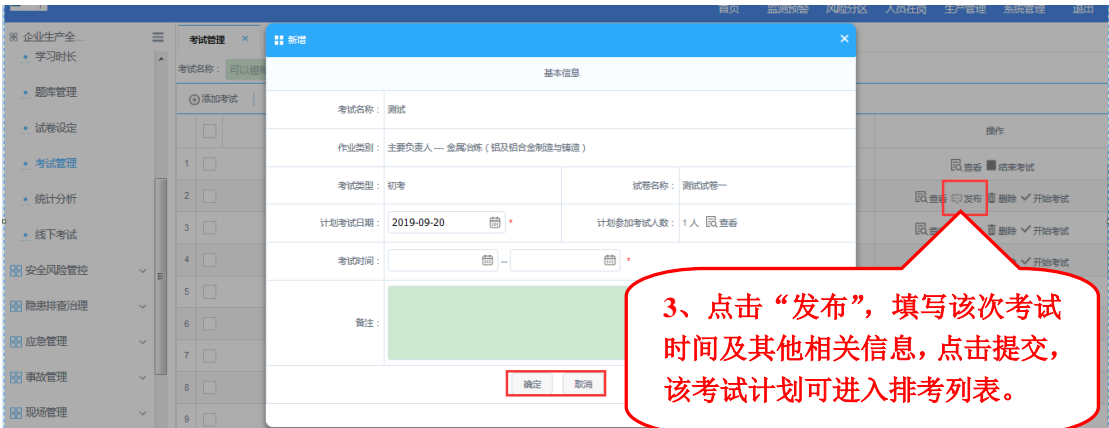 首页 监测预警 风险分区 人员在岗 生产管理 系统管理 退出
企业生产全...
学习时长
题库管理
试卷设定
考试管理
统计分析
线下考试
安全风险管控
隐患排查治理
应急管理
事故管理
现场管理
考试管理 ×
考试名称：
添加考试
操作
1 查看 结束考试
2 查看 发布 删除 开始考试
3 删除 开始考试
4 开始考试
5
6
7
8
9
新增 ×
基本信息
考试名称： 测试
作业类别： 主要负责人 --- 金属冶炼（铝及铝合金制造与铸造）
考试类型： 初考 试卷名称： 测试试卷一
计划考试日期： 2019-09-20 * 计划参加考试人数： 1 人 查看
考试时间： -- *
备注：
确定 取消
3、点击“发布”，填写该次考试
时间及其他相关信息，点击提交，
该考试计划可进入排考列表。